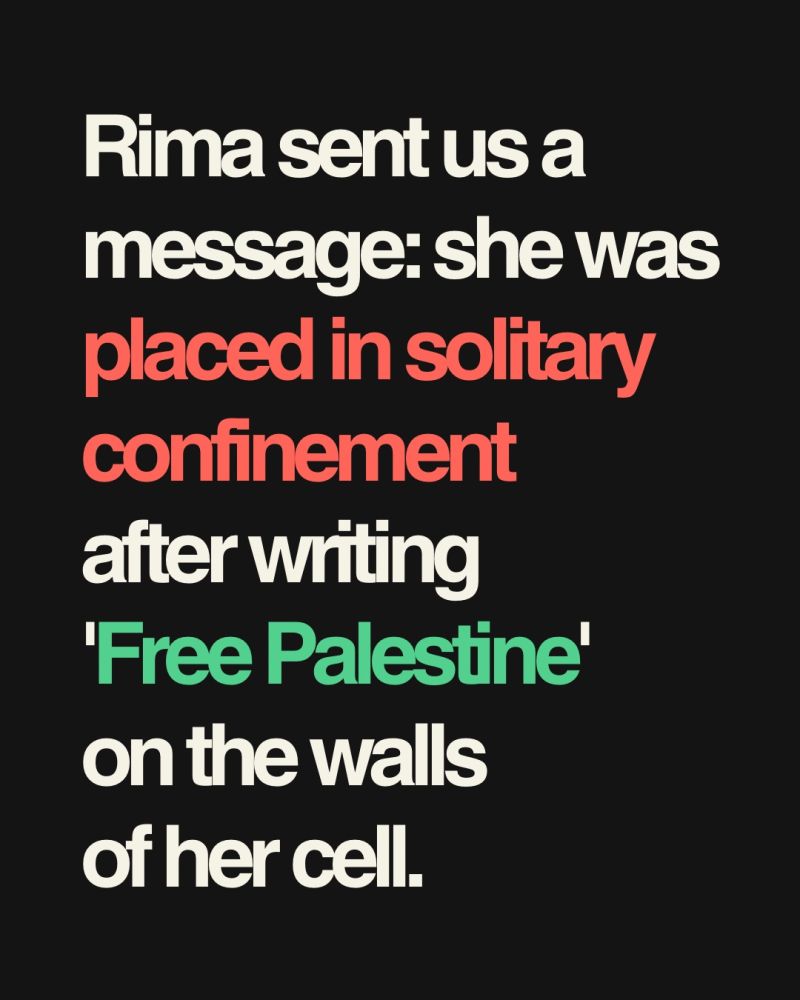 Rima sent us a
message: she was
placed in solitary
confinement
after writing
'Free Palestine'
on the walls
of her cell.